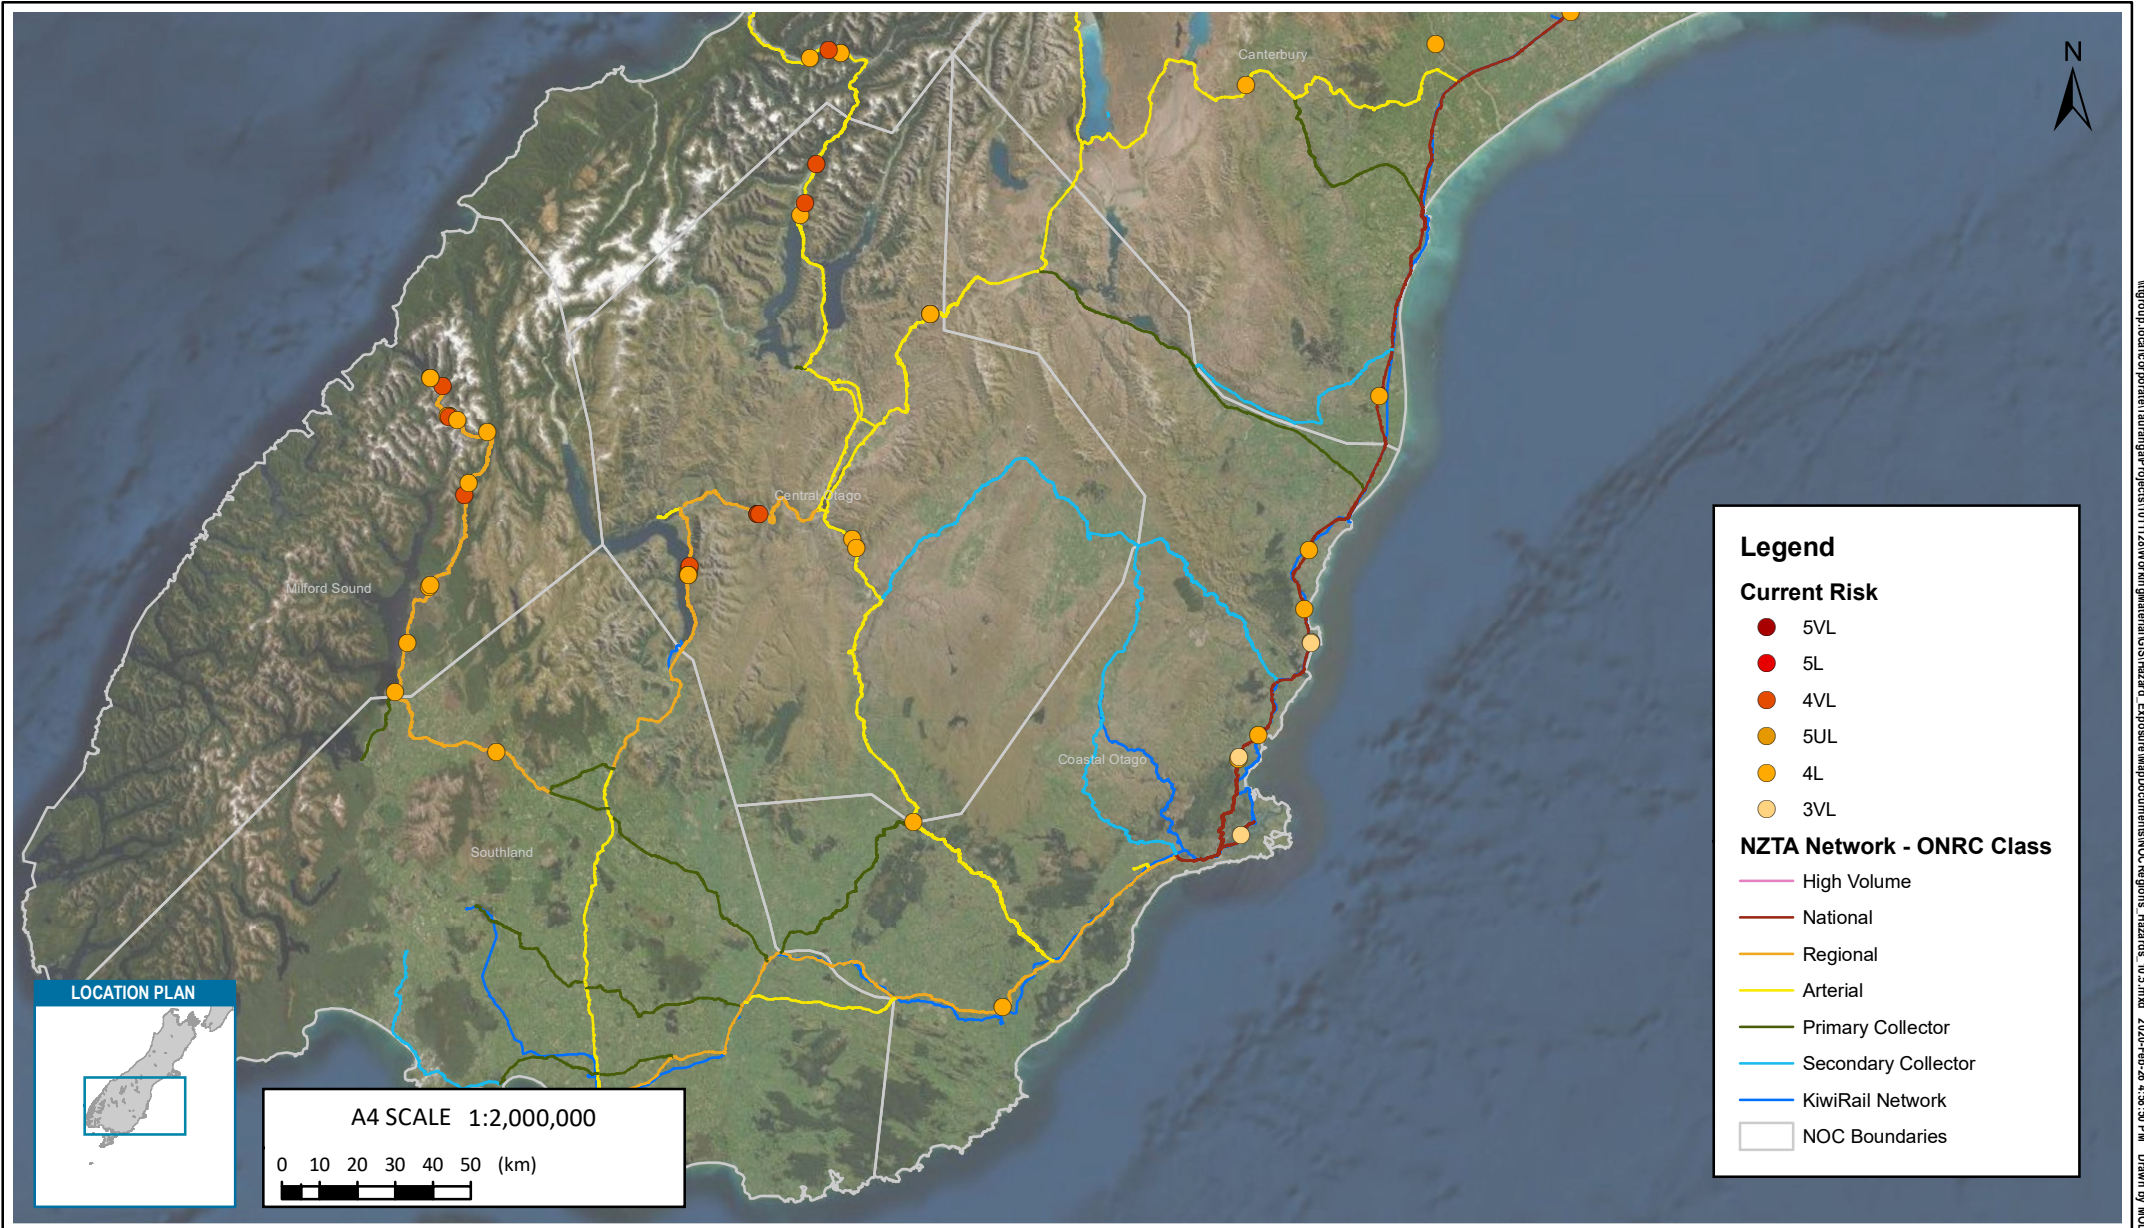 Canterbury
N
Central Otago
Milford Sound
Coastal Otago
Southland
Legend
Current Risk
5VL
5L
4VL
5UL
4L
3VL
NZTA Network - ONRC Class
High Volume
National
Regional
Arterial
Primary Collector
Secondary Collector
KiwiRail Network
NOC Boundaries
LOCATION PLAN
A4 SCALE 1:2,000,000
0 10 20 30 40 50 (km)